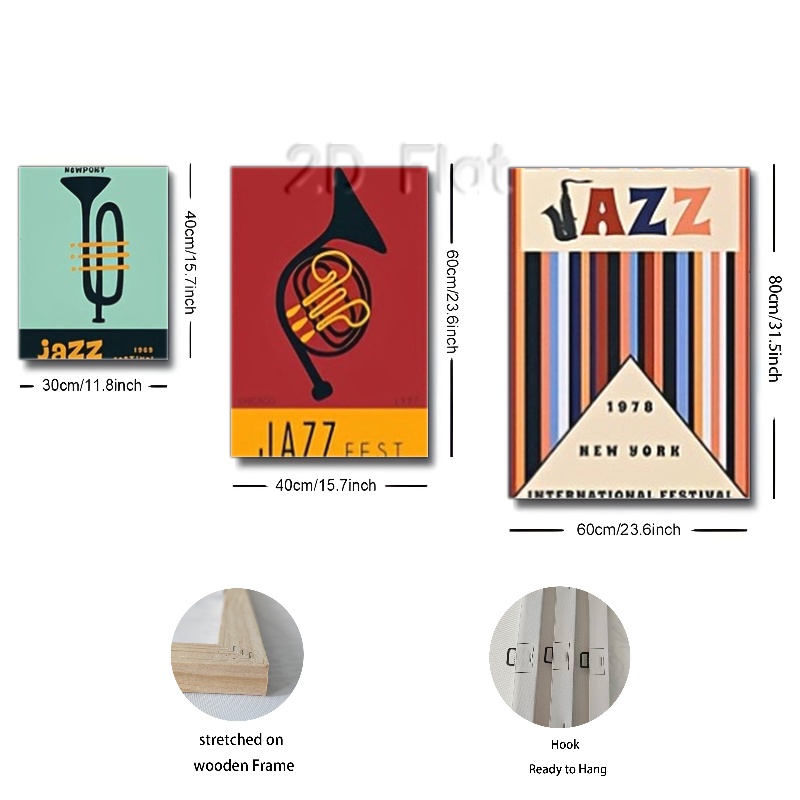 2D Flat
NEWPORT
jazz
1969
40cm/15.7inch
30cm/11.8inch
CHICAGO
JAZZ FEST
60cm/23.6inch
40cm/15.7inch
JAZZ
1978
NEW YORK
INTERNATIONAL FESTIVAL
80cm/31.5inch
60cm/23.6inch
stretched on
wooden Frame
Hook
Ready to Hang